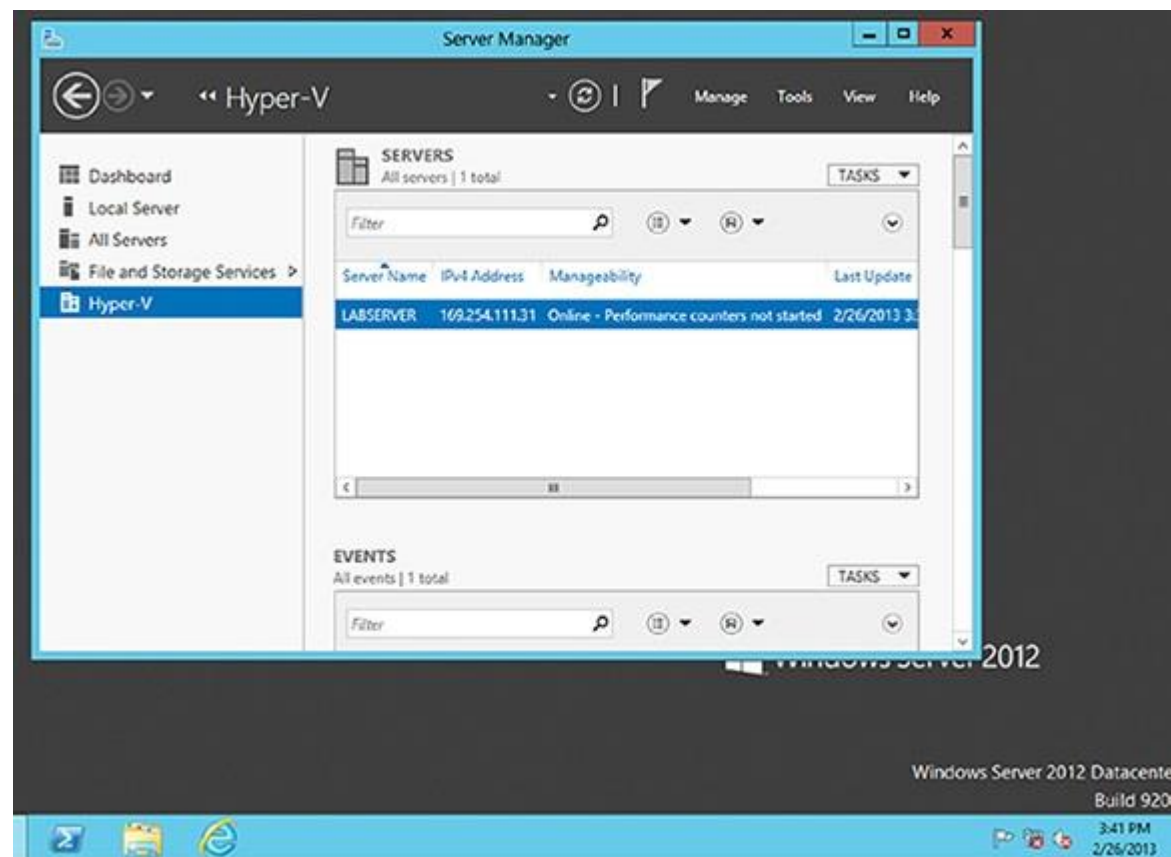 Server Manager
Hyper-V
Manage Tools View Help
Dashboard
Local Server
All Servers
File and Storage Services
Hyper-V
SERVERS
All servers | 1 total
TASKS
Filter
Server Name IPv4 Address Manageability Last Update
LABSERVER 169.254.111.31 Online - Performance counters not started 2/26/2013 3:
EVENTS
All events | 1 total
TASKS
Filter
Windows Server 2012
Windows Server 2012 Datacente
Build 920
3:41 PM
2/26/2013